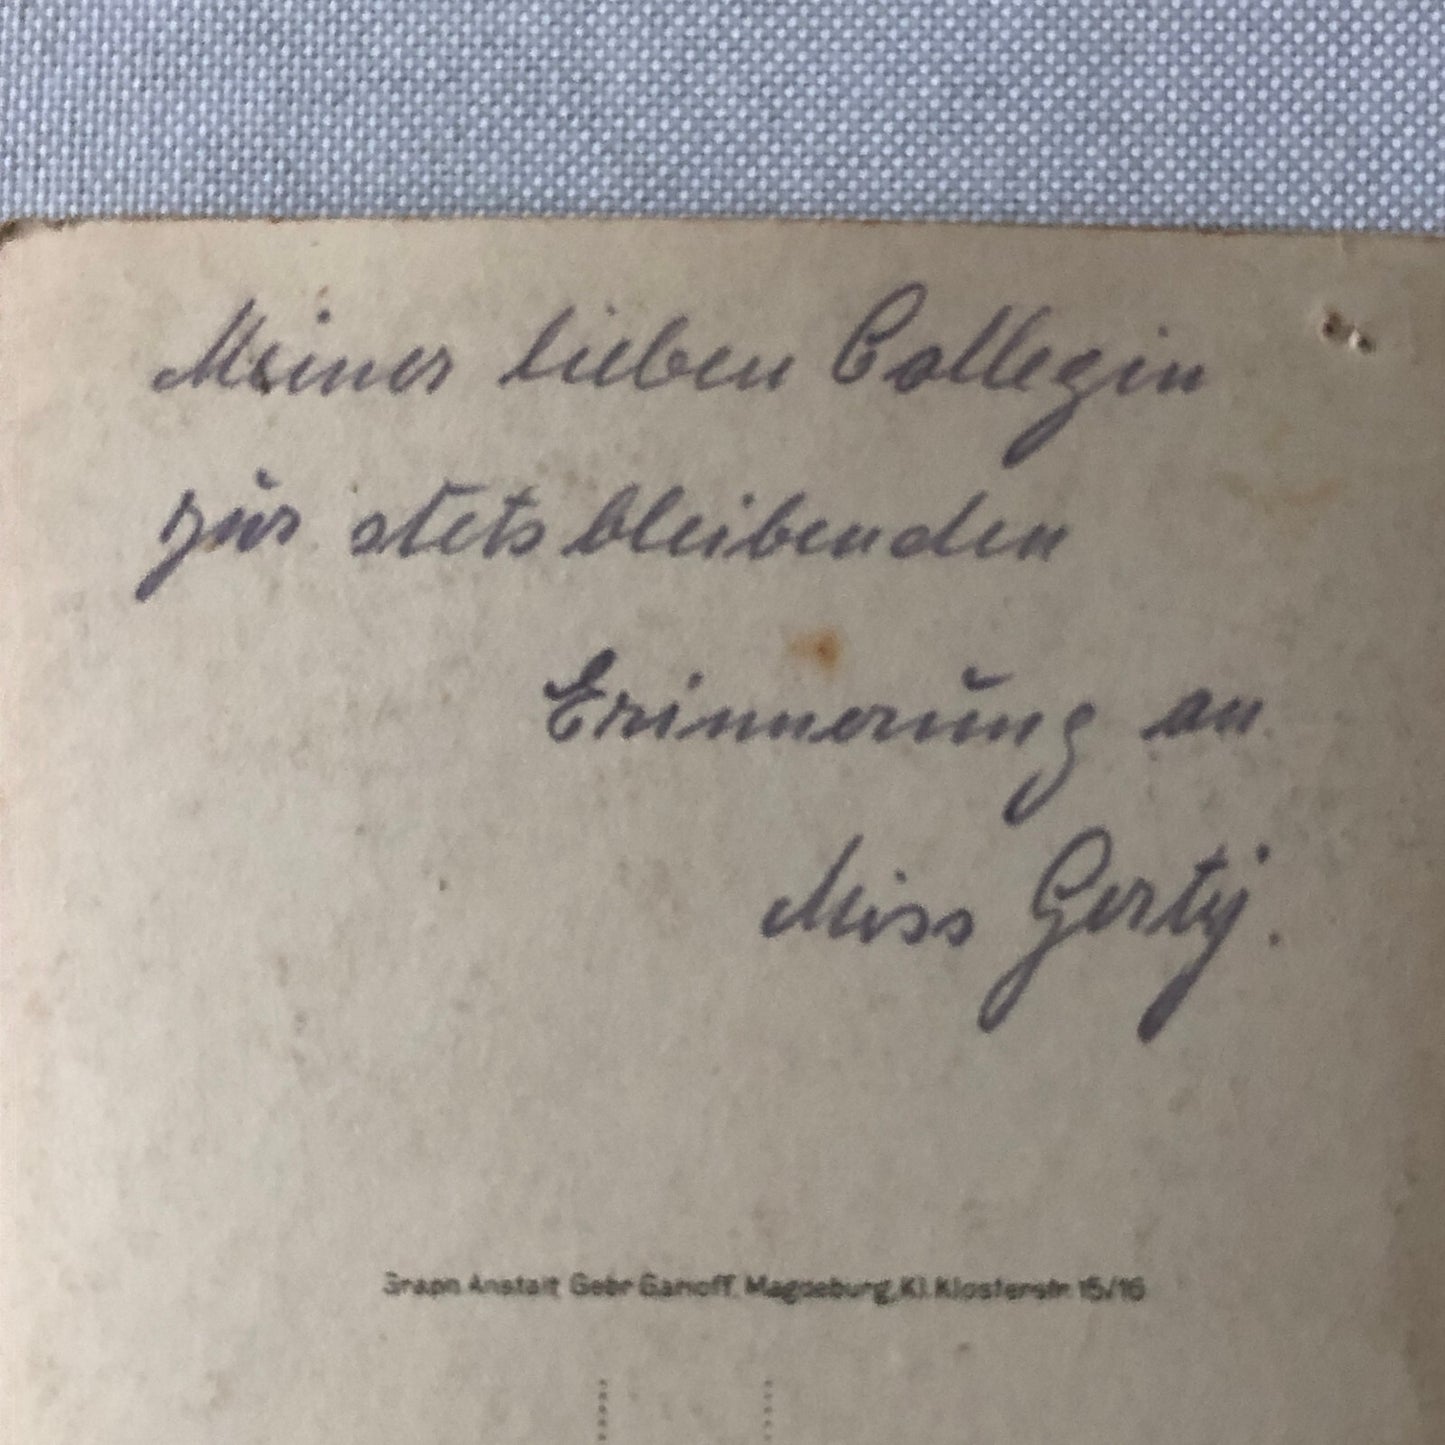 Meiner lieben Collegin
zur stets bleibenden
Erinnerung an
Miss Gerty.
Graph. Anstalt Gebr. Garloff, Magdeburg, Kl. Klosterstr. 15/16